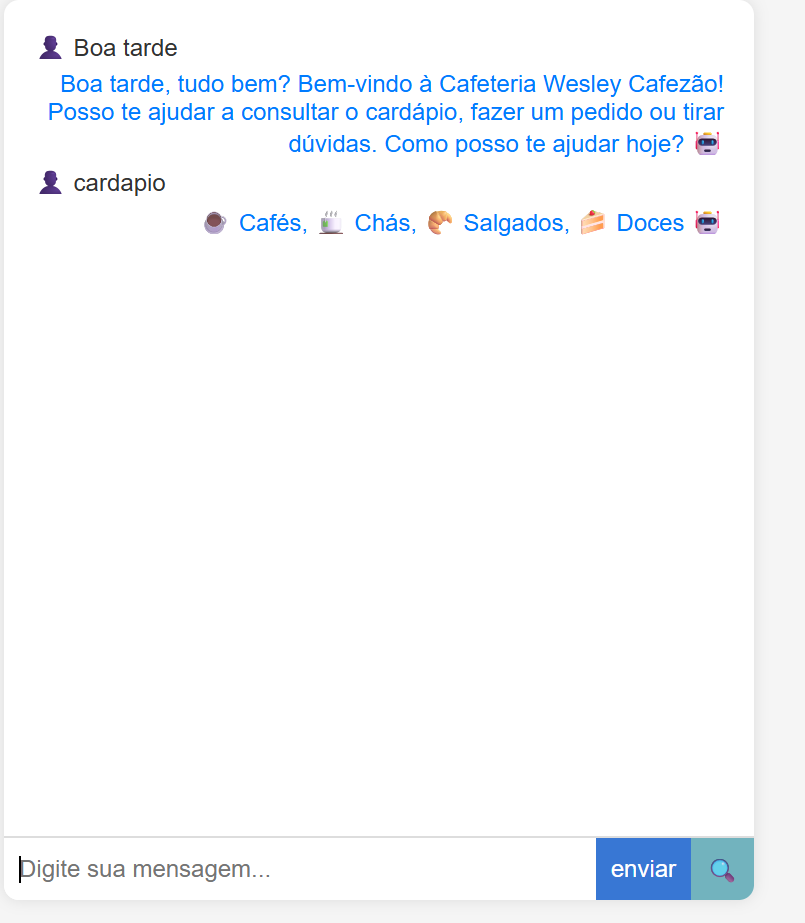 Boa tarde
Boa tarde, tudo bem? Bem-vindo à Cafeteria Wesley Cafezão!
Posso te ajudar a consultar o cardápio, fazer um pedido ou tirar
dúvidas. Como posso te ajudar hoje?
cardapio
Cafés, Chás, Salgados, Doces
Digite sua mensagem...
enviar